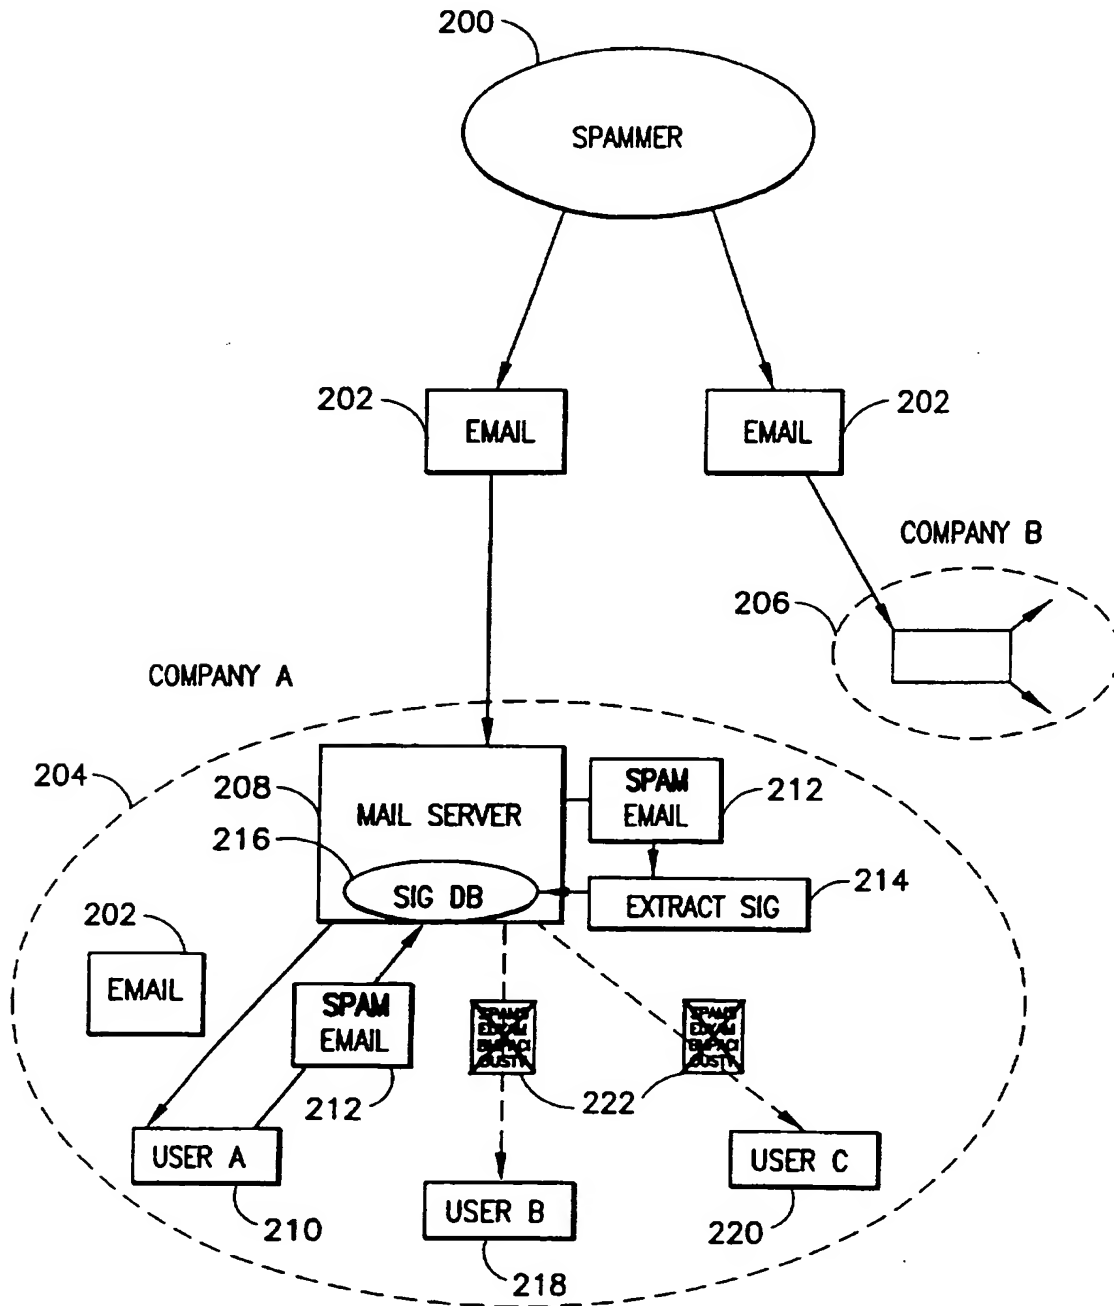 200
SPAMMER
202
EMAIL
EMAIL
202
COMPANY B
206
COMPANY A
204
208
MAIL SERVER
SPAM
EMAIL
212
216
SIG DB
EXTRACT SIG
214
202
EMAIL
SPAM
EMAIL
212
222
USER A
210
USER B
218
USER C
220